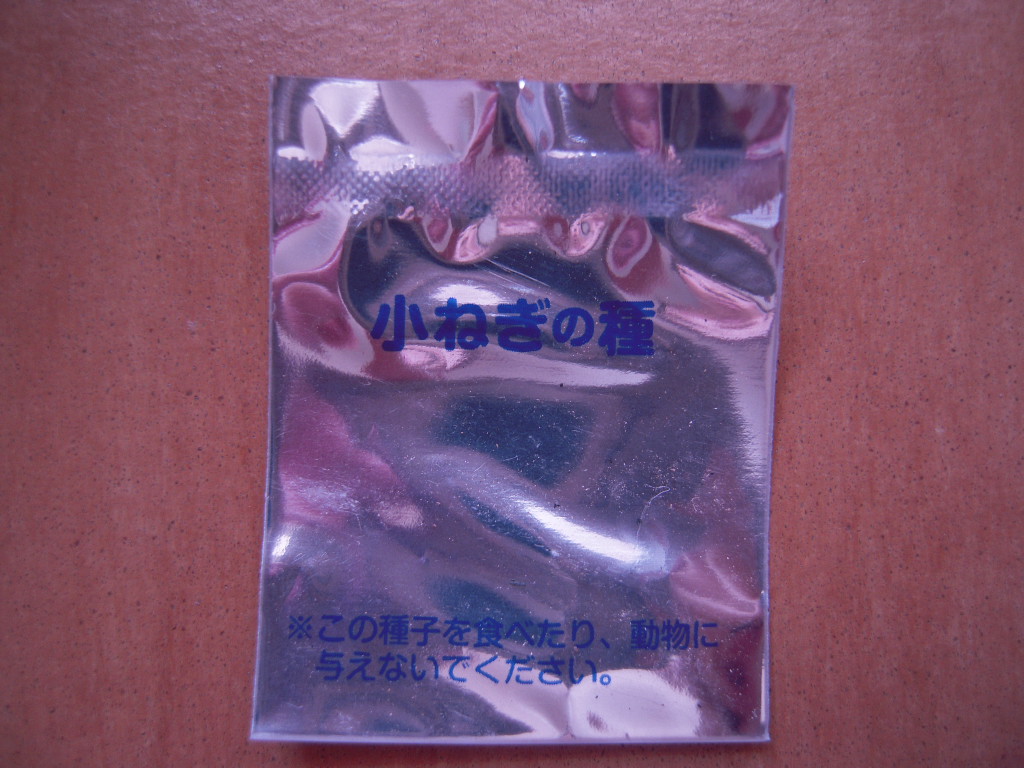 小ねぎの種
※この種子を食べたり、動物に
与えないでください。